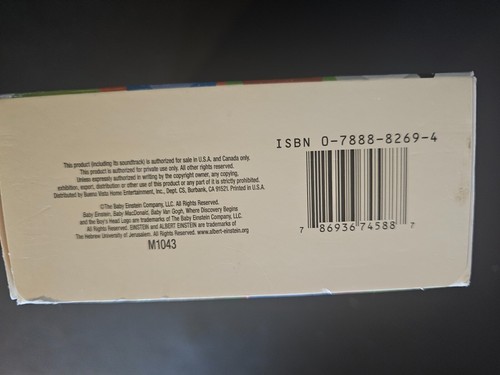 This product (including its soundtrack) is authorized for sale in U.S.A. and Canada only.
This product is authorized for private use only. All other rights reserved.
Unless expressly authorized in writing by the copyright owner, any copying,
exhibition, export, distribution or other use of this product or any part of it is strictly prohibited.
Distributed by Buena Vista Home Entertainment, Inc., Dept. CS, Burbank, CA 91521. Printed in U.S.A.
©The Baby Einstein Company, LLC. All Rights Reserved.
Baby Einstein, Baby MacDonald, Baby Van Gogh, Where Discovery Begins
and the Boy's Head Logo are trademarks of The Baby Einstein Company, LLC.
All Rights Reserved. EINSTEIN and ALBERT EINSTEIN are trademarks of
The Hebrew University of Jerusalem. All Rights Reserved. www.albert-einstein.org
M1043
ISBN 0-7888-8269-4
7 86936 74588 7